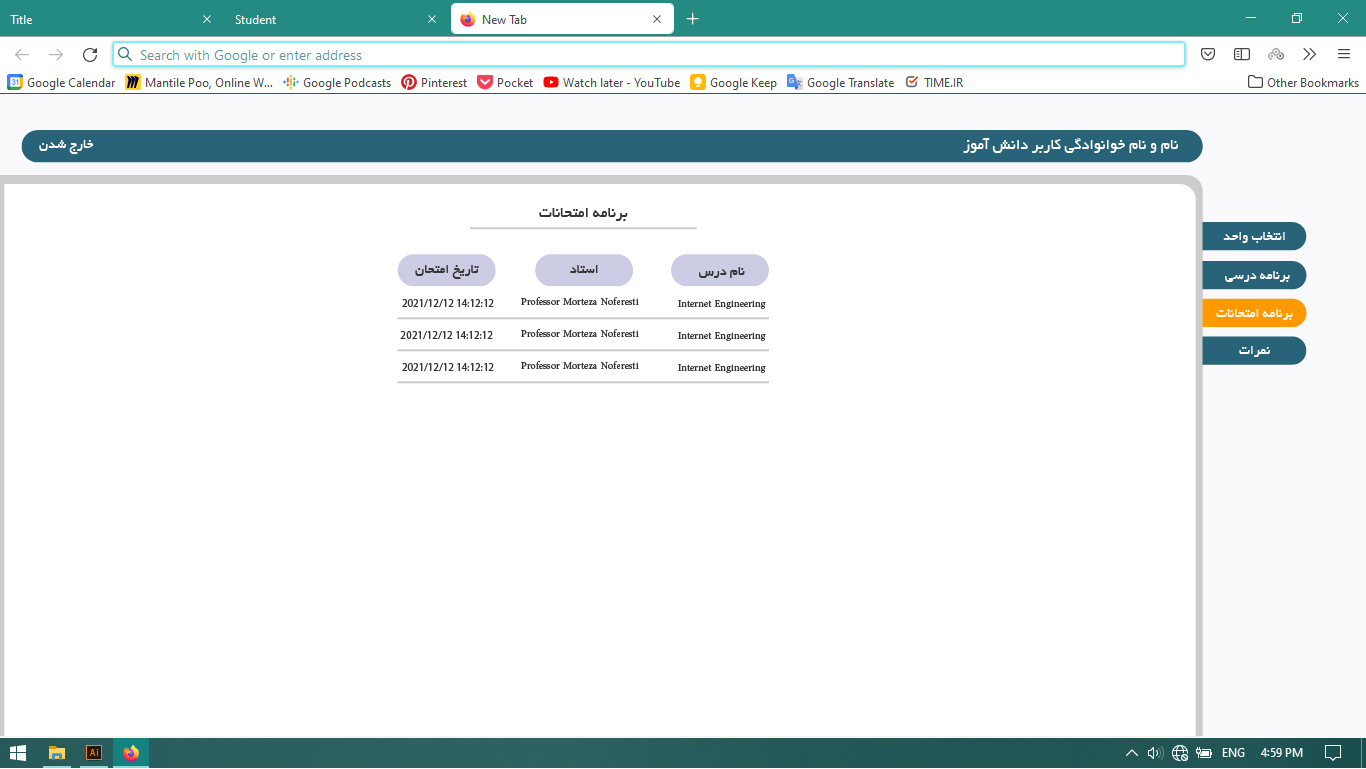 Title
Student
New Tab
Search with Google or enter address
Google Calendar
Mantile Poo, Online W...
Google Podcasts
Pinterest
Pocket
Watch later - YouTube
Google Keep
Google Translate
TIME.IR
Other Bookmarks
نام و نام خوانوادگی کاربر دانش آموز
خارج شدن
انتخاب واحد
برنامه درسی
برنامه امتحانات
نمرات
برنامه امتحانات
نام درس استاد تاریخ امتحان
2021/12/12 14:12:12 Professor Morteza Noferesti Internet Engineering
2021/12/12 14:12:12 Professor Morteza Noferesti Internet Engineering
2021/12/12 14:12:12 Professor Morteza Noferesti Internet Engineering
Ai
ENG
4:59 PM